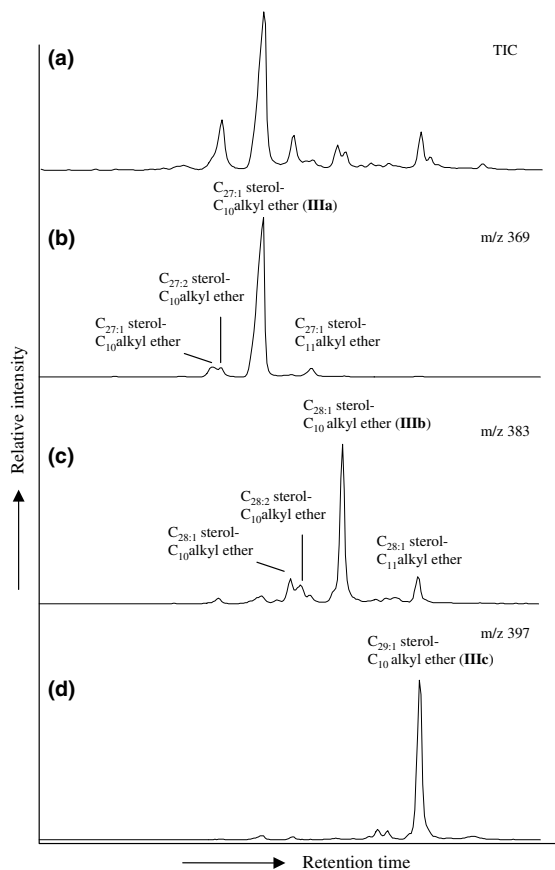 (a)
TIC
C27:1 sterol-
C10alkyl ether (IIIa)
(b)
m/z 369
C27:2 sterol-
C10alkyl ether
C27:1 sterol-
C10alkyl ether
C27:1 sterol-
C11alkyl ether
C28:1 sterol-
C10 alkyl ether (IIIb)
(c)
m/z 383
C28:2 sterol-
C10alkyl ether
C28:1 sterol-
C10alkyl ether
C28:1 sterol-
C11alkyl ether
m/z 397
C29:1 sterol-
C10 alkyl ether (IIIc)
(d)
Relative intensity
Retention time